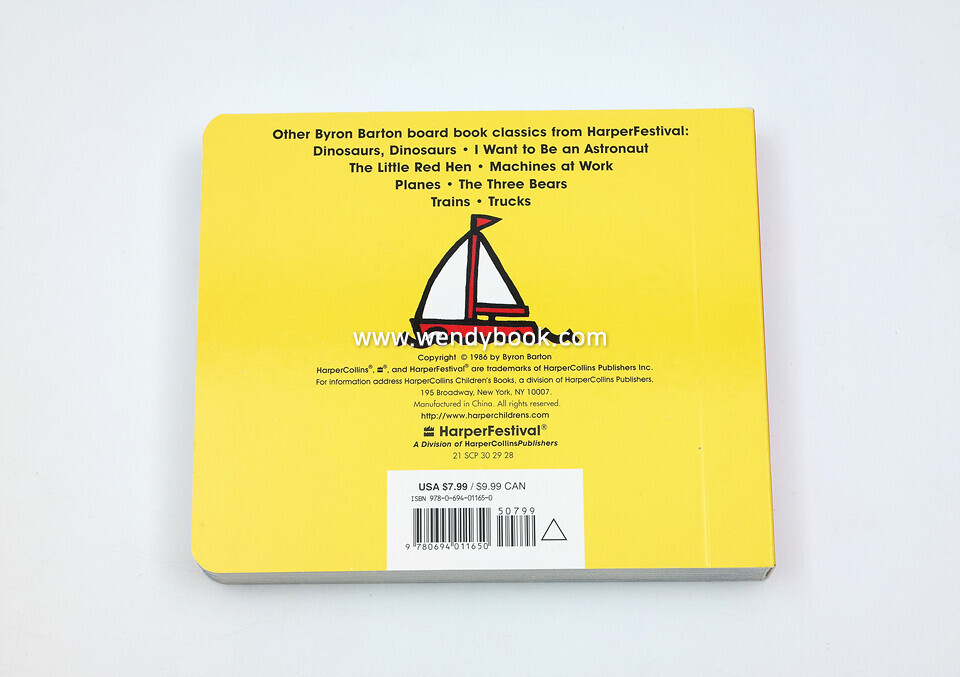 Other Byron Barton board book classics from HarperFestival:
Dinosaurs, Dinosaurs • I Want to Be an Astronaut
The Little Red Hen • Machines at Work
Planes • The Three Bears
Trains • Trucks
www.wendybook.com
Copyright © 1986 by Byron Barton
HarperCollins®, ®, and HarperFestival® are trademarks of HarperCollins Publishers Inc.
For information address HarperCollins Children's Books, a division of HarperCollins Publishers,
195 Broadway, New York, NY 10007.
Manufactured in China. All rights reserved.
http://www.harperchildrens.com
HarperFestival®
A Division of HarperCollinsPublishers
21 SCP 30 29 28
USA $7.99 / $9.99 CAN
ISBN 978-0-694-01165-0
50799
9 780694 011650